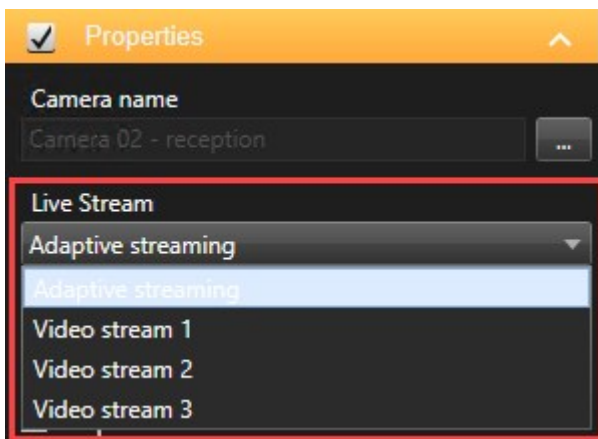 Properties
Camera name
Camera 02 - reception
...
Live Stream
Adaptive streaming
Adaptive streaming
Video stream 1
Video stream 2
Video stream 3